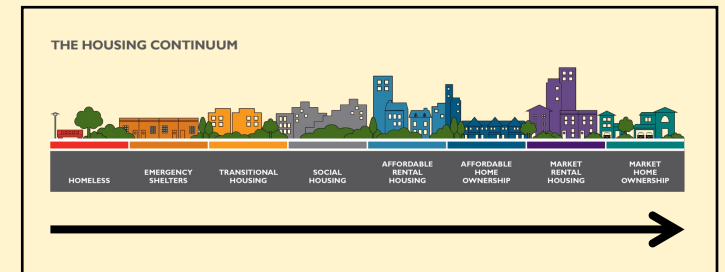 THE HOUSING CONTINUUM
HOMELESS
EMERGENCY
SHELTERS
TRANSITIONAL
HOUSING
SOCIAL
HOUSING
AFFORDABLE
RENTAL
HOUSING
AFFORDABLE
HOME
OWNERSHIP
MARKET
RENTAL
HOUSING
MARKET
HOME
OWNERSHIP